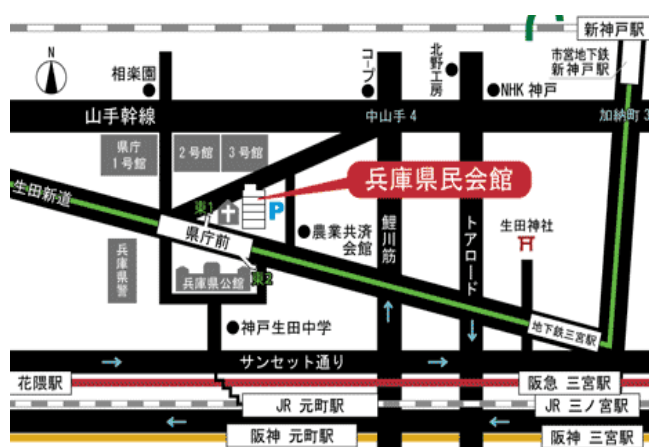 新神戸駅
N
相楽園
コープ
北野工房
市営地下鉄
新神戸駅
NHK 神戸
山手幹線
中山手 4
加納町 3
県庁
1 号館
2 号館
3 号館
兵庫県民会館
生田新道
東1
P
県庁前
農業共済
会館
鯉川筋
トアロード
生田神社
兵庫県警
兵庫県公館
東2
地下鉄三宮駅
神戸生田中学
サンセット通り
花隈駅
阪急 三宮駅
JR 元町駅
JR 三ノ宮駅
阪神 元町駅
阪神 三宮駅